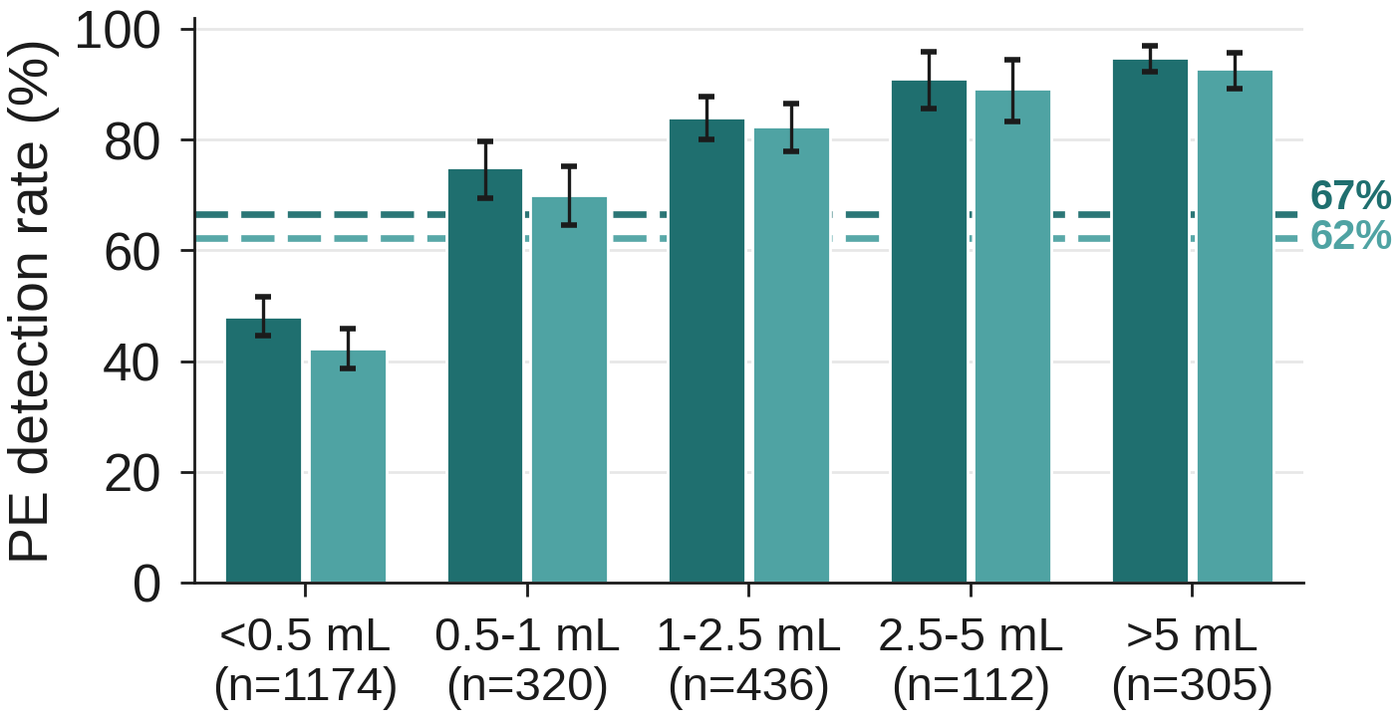 PE detection rate (%)
100
80
60
40
20
0
67%
62%
<0.5 mL 0.5-1 mL 1-2.5 mL 2.5-5 mL >5 mL
(n=1174) (n=320) (n=436) (n=112) (n=305)